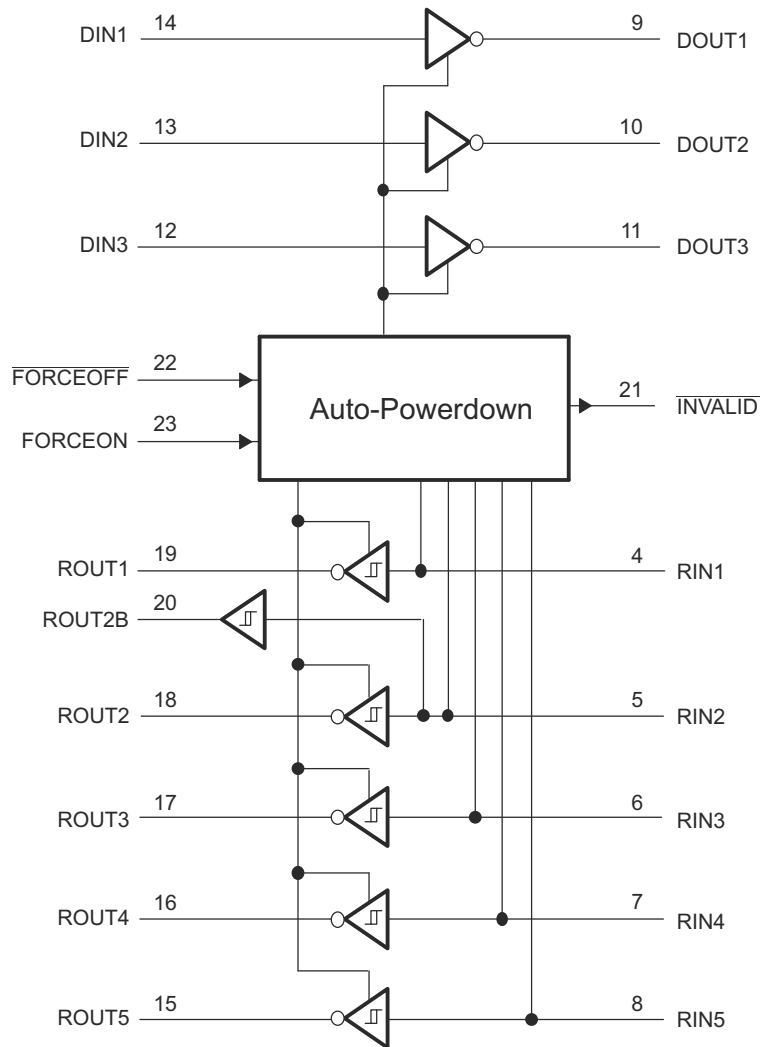 DIN1 14 9 DOUT1
DIN2 13 10 DOUT2
DIN3 12 11 DOUT3
FORCEOFF 22
Auto-Powerdown
21 INVALID
FORCEON 23
ROUT1 19 4 RIN1
ROUT2B 20
ROUT2 18 5 RIN2
ROUT3 17 6 RIN3
ROUT4 16 7 RIN4
ROUT5 15 8 RIN5